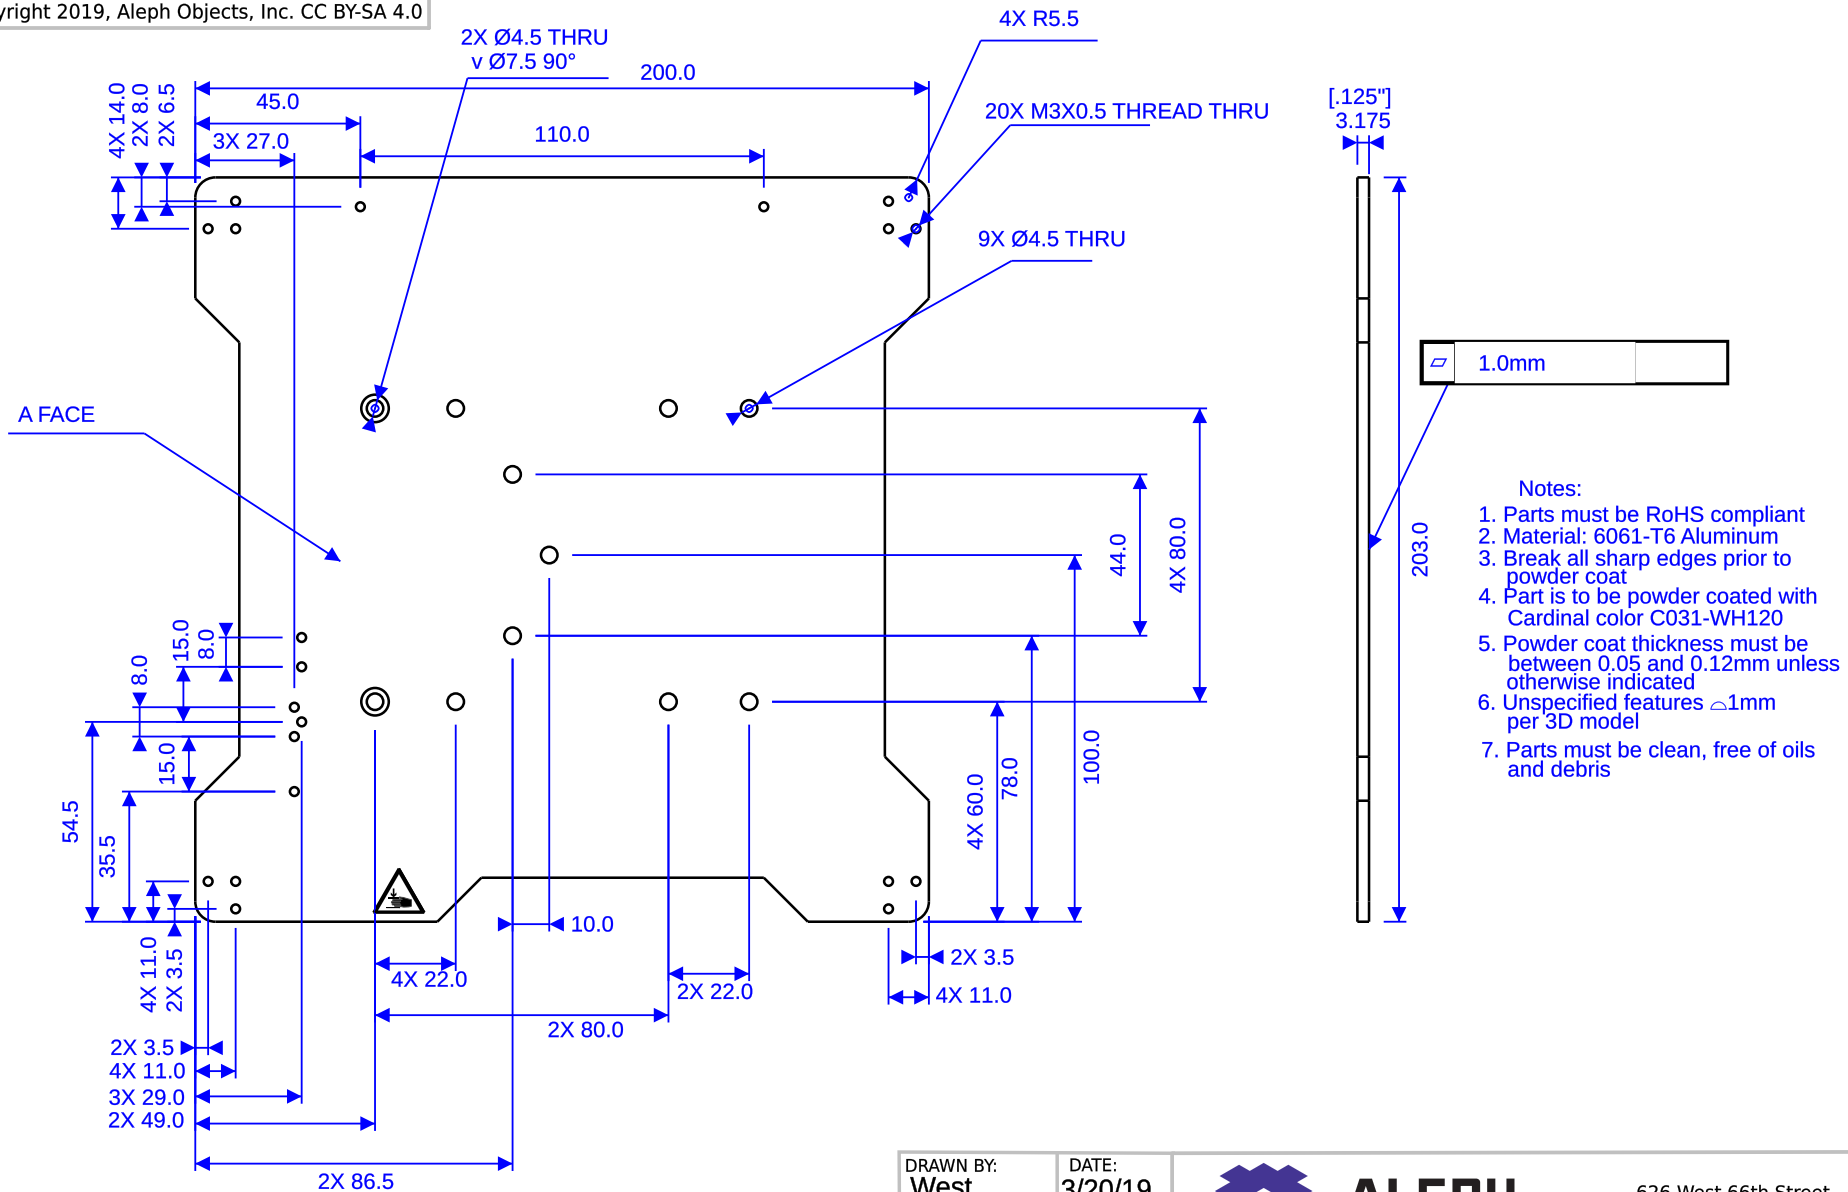 yright 2019, Aleph Objects, Inc. CC BY-SA 4.0
4X R5.5
2X Ø4.5 THRU
v Ø7.5 90°
200.0
45.0
3X 27.0
110.0
4X 14.0
2X 8.0
2X 6.5
20X M3X0.5 THREAD THRU
[.125"]
3.175
9X Ø4.5 THRU
A FACE
1.0mm
203.0
44.0
4X 80.0
Notes:
1. Parts must be RoHS compliant
2. Material: 6061-T6 Aluminum
3. Break all sharp edges prior to
powder coat
4. Part is to be powder coated with
Cardinal color C031-WH120
5. Powder coat thickness must be
between 0.05 and 0.12mm unless
otherwise indicated
6. Unspecified features ⌓1mm
per 3D model
7. Parts must be clean, free of oils
and debris
15.0
8.0
8.0
15.0
54.5
35.5
4X 60.0
78.0
100.0
10.0
4X 11.0
2X 3.5
4X 22.0
2X 22.0
2X 3.5
4X 11.0
2X 80.0
2X 3.5
4X 11.0
3X 29.0
2X 49.0
2X 86.5
DRAWN BY:
West
DATE:
3/20/19
ALEPH
626 West 66th Street